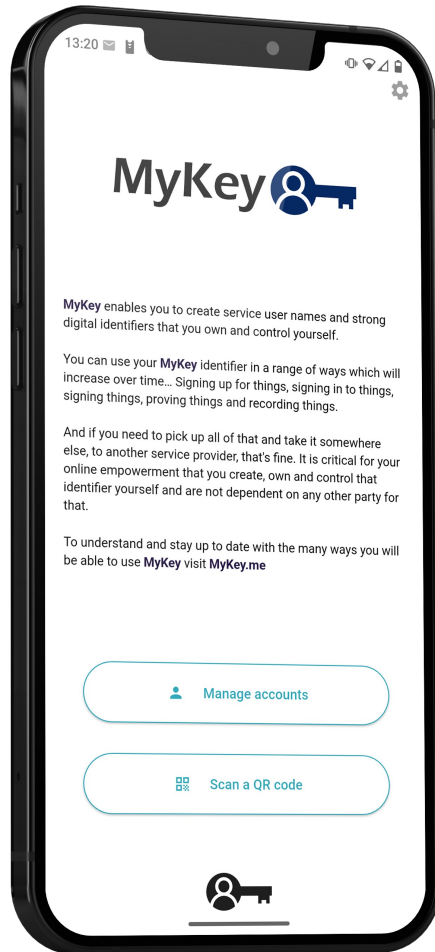 13:20
MyKey
MyKey enables you to create service user names and strong
digital identifiers that you own and control yourself.
You can use your MyKey identifier in a range of ways which will
increase over time... Signing up for things, signing in to things,
signing things, proving things and recording things.
And if you need to pick up all of that and take it somewhere
else, to another service provider, that's fine. It is critical for your
online empowerment that you create, own and control that
identifier yourself and are not dependent on any other party for
that.
To understand and stay up to date with the many ways you will
be able to use MyKey visit MyKey.me
Manage accounts
Scan a QR code